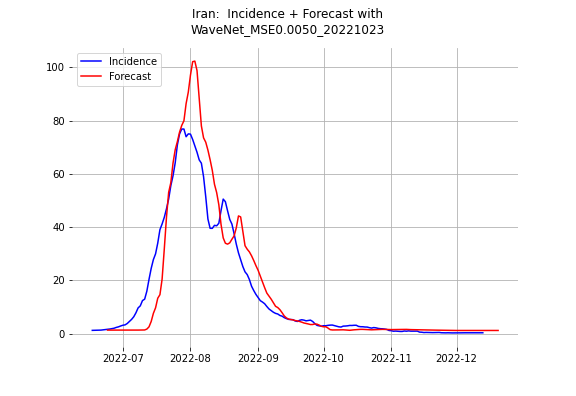 Iran:  Incidence + Forecast with
WaveNet_MSE0.0050_20221023
Incidence
Forecast
100
80
60
40
20
0
2022-07 2022-08 2022-09 2022-10 2022-11 2022-12